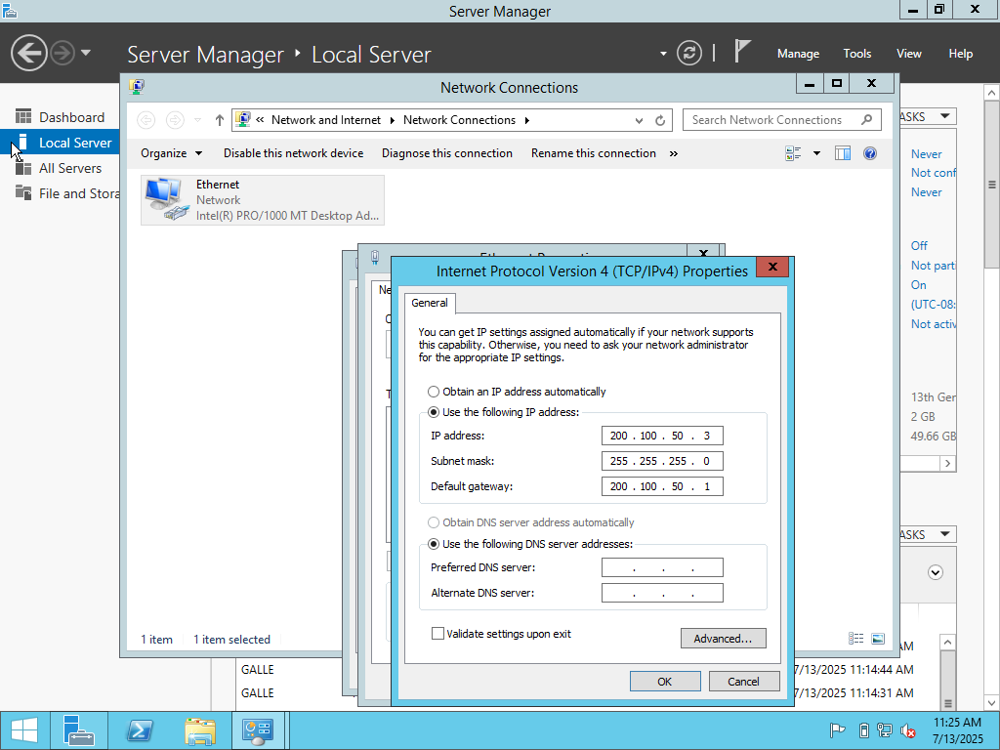 Server Manager
Server Manager ‣ Local Server
Manage Tools View Help
Dashboard
Local Server
All Servers
File and Stora
Network Connections
« Network and Internet ▸ Network Connections ▸
Search Network Connections
Organize Disable this network device Diagnose this connection Rename this connection »
Ethernet
Network
Intel(R) PRO/1000 MT Desktop Ad...
1 item 1 item selected
ASKS
Never
Not conf
Never
Off
Not parti
On
(UTC-08:
Not activ
13th Ger
2 GB
49.66 GB
ASKS
Internet Protocol Version 4 (TCP/IPv4) Properties
General
You can get IP settings assigned automatically if your network supports
this capability. Otherwise, you need to ask your network administrator
for the appropriate IP settings.
Obtain an IP address automatically
Use the following IP address:
IP address: 200 . 100 . 50 . 3
Subnet mask: 255 . 255 . 255 . 0
Default gateway: 200 . 100 . 50 . 1
Obtain DNS server address automatically
Use the following DNS server addresses:
Preferred DNS server: . . .
Alternate DNS server: . . .
Validate settings upon exit
Advanced...
OK Cancel
AM
GALLE 7/13/2025 11:14:44 AM
GALLE 7/13/2025 11:14:31 AM
11:25 AM
7/13/2025